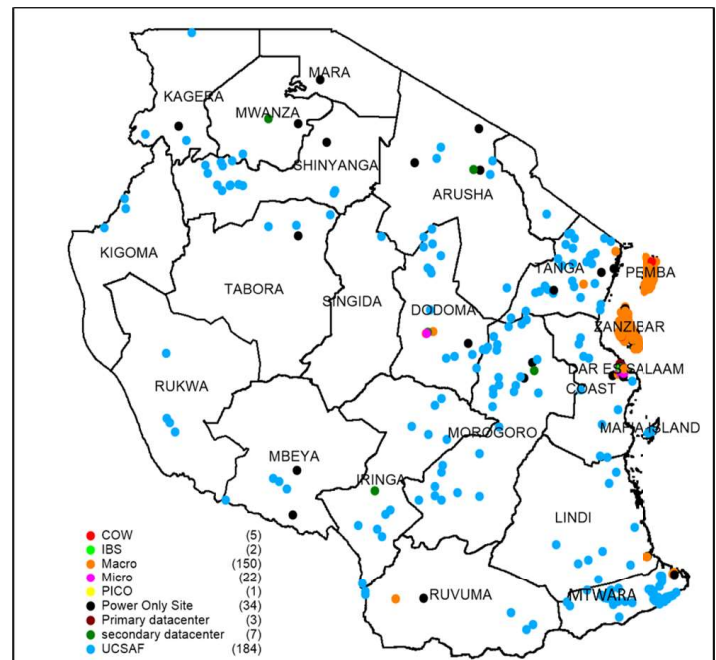 MARA
KAGERA
MWANZA
SHINYANGA
ARUSHA
KIGOMA
TANGA
PEMBA
TABORA
SINGIDA
DODOMA
ZANZIEAR
RUKWA
DAR ES SALAAM
COAST
MAFIA ISLAND
MOROGORO
MBEYA
IRINGA
LINDI
RUVUMA
MTWARA
COW (5)
IBS (2)
Macro (150)
Micro (22)
PICO (1)
Power Only Site (34)
Primary datacenter (3)
secondary datacenter (7)
UCSAF (184)